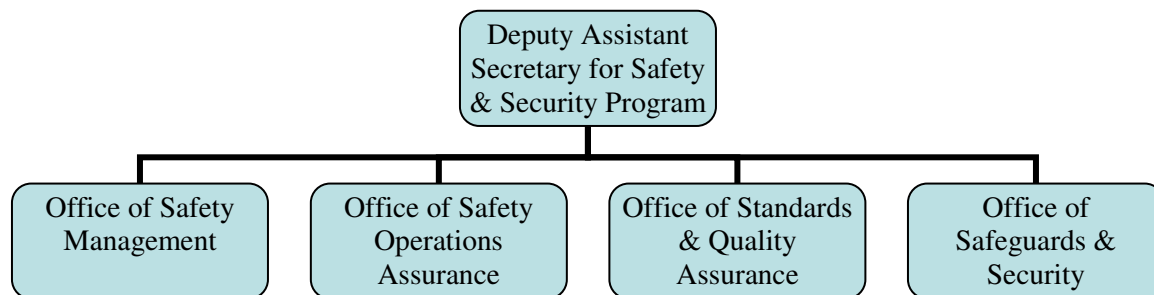 Deputy Assistant
Secretary for Safety
& Security Program
Office of Safety
Management
Office of Safety
Operations
Assurance
Office of Standards
& Quality
Assurance
Office of
Safeguards &
Security